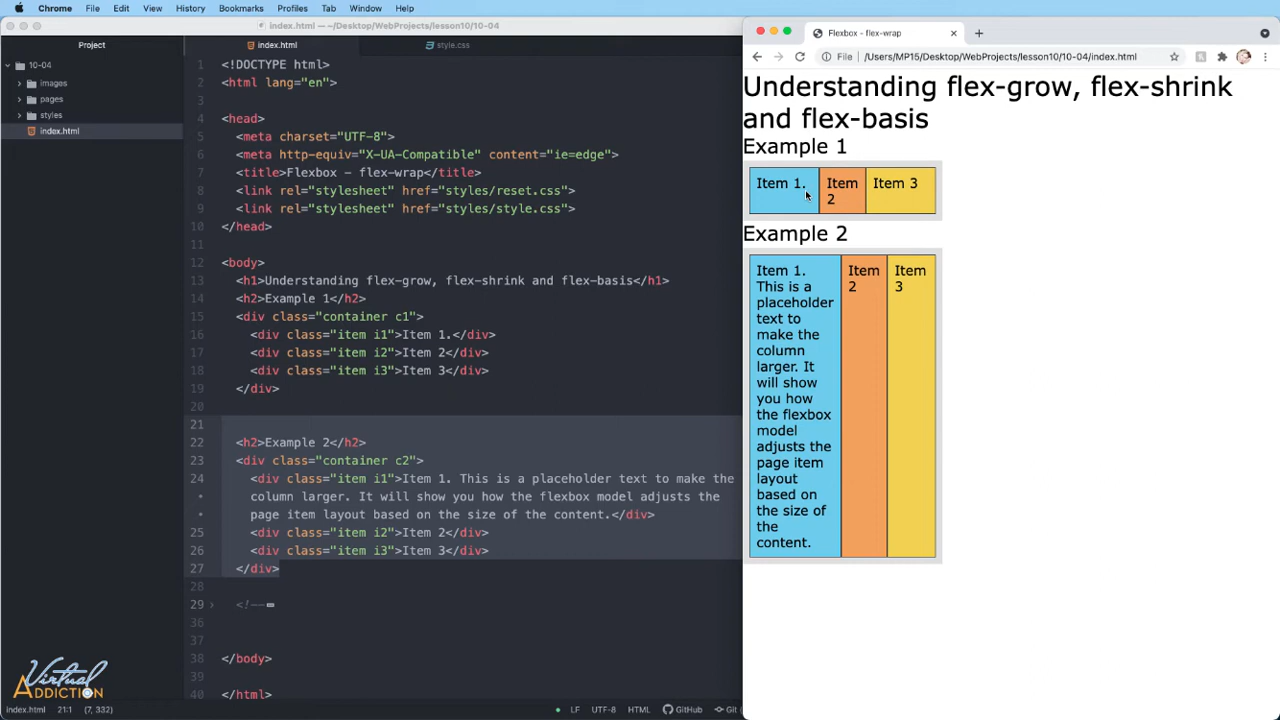 Chrome File Edit View History Bookmarks Profiles Tab Window Help
index.html — ~/Desktop/WebProjects/lesson10/10-04
Project
index.html
style.css
10-04
images
pages
styles
index.html
1 <!DOCTYPE html>
2 <html lang="en">
3
4 <head>
5 <meta charset="UTF-8">
6 <meta http-equiv="X-UA-Compatible" content="ie=edge">
7 <title>Flexbox - flex-wrap</title>
8 <link rel="stylesheet" href="styles/reset.css">
9 <link rel="stylesheet" href="styles/style.css">
10 </head>
11
12 <body>
13 <h1>Understanding flex-grow, flex-shrink and flex-basis</h1>
14 <h2>Example 1</h2>
15 <div class="container c1">
16 <div class="item i1">Item 1.</div>
17 <div class="item i2">Item 2</div>
18 <div class="item i3">Item 3</div>
19 </div>
20
21
22 <h2>Example 2</h2>
23 <div class="container c2">
24 <div class="item i1">Item 1. This is a placeholder text to make the
• column larger. It will show you how the flexbox model adjusts the
• page item layout based on the size of the content.</div>
25 <div class="item i2">Item 2</div>
26 <div class="item i3">Item 3</div>
27 </div>
28
29 <!--
36
37
38 </body>
39
40 </html>
Virtual
ADDICTION
index.html 21:1 (7, 332)
LF UTF-8 HTML GitHub Git (
Flexbox - flex-wrap
File /Users/MP15/Desktop/WebProjects/lesson10/10-04/index.html
Understanding flex-grow, flex-shrink
and flex-basis
Example 1
Item 1.
Item
2
Item 3
Example 2
Item 1.
This is a
placeholder
text to
make the
column
larger. It
will show
you how
the flexbox
model
adjusts the
page item
layout
based on
the size of
the
content.
Item
2
Item
3